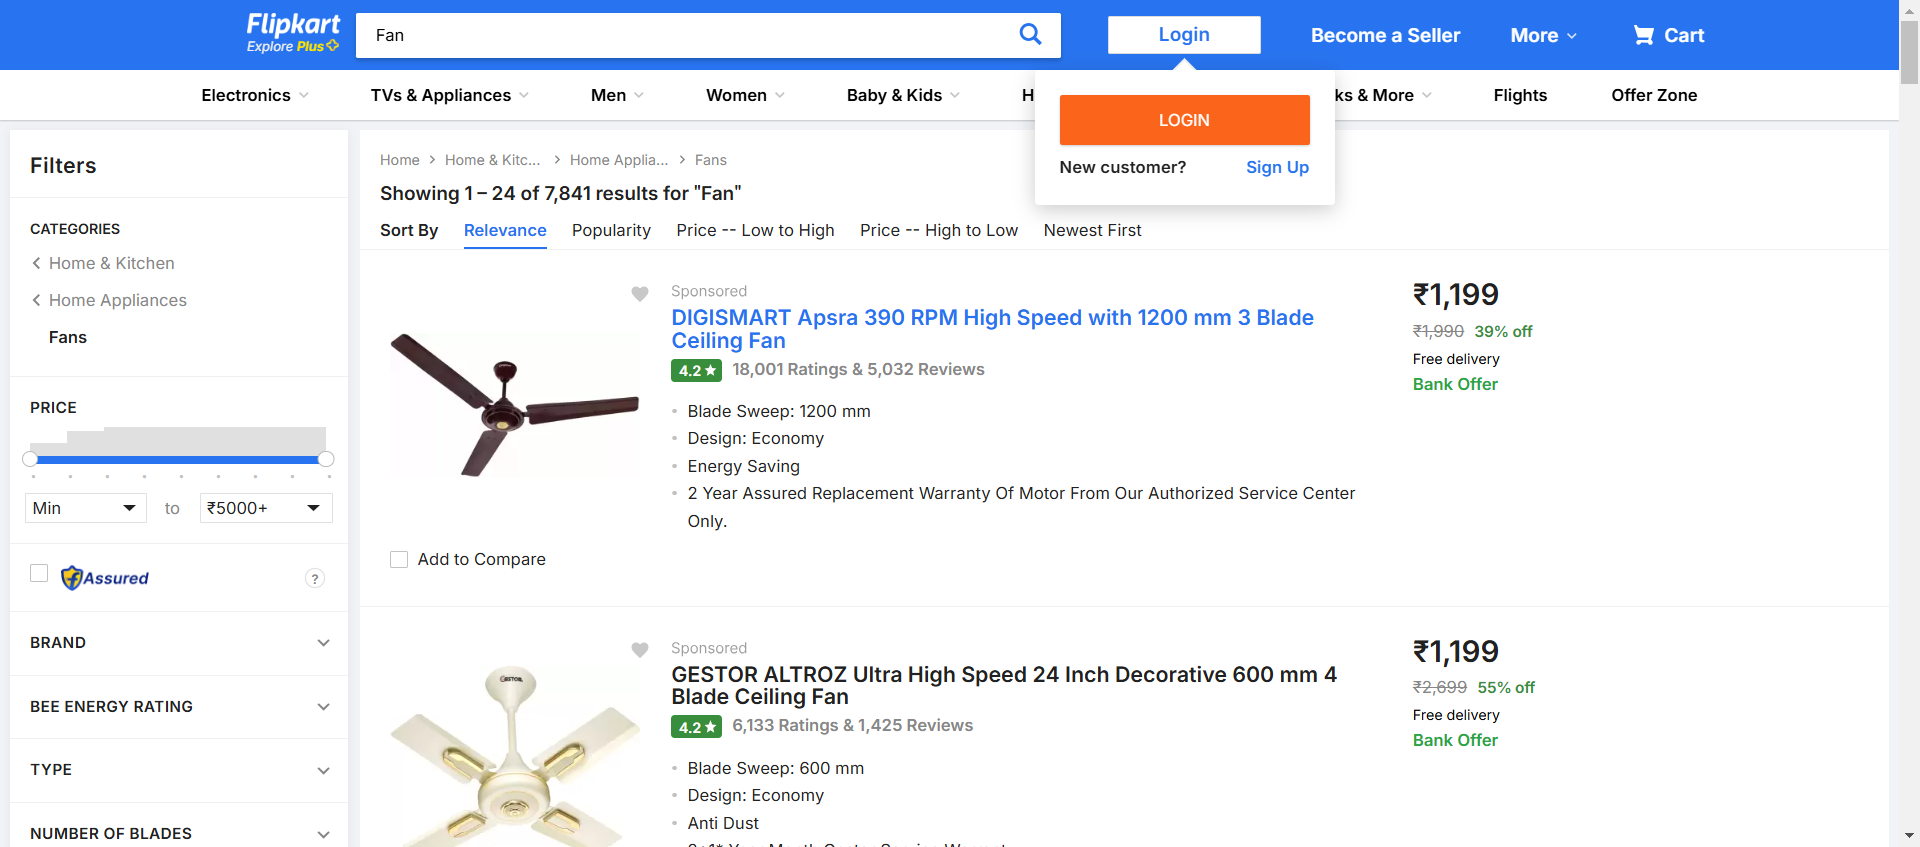 Flipkart
Explore Plus
Fan
Login
Become a Seller
More
Cart
Electronics
TVs & Appliances
Men
Women
Baby & Kids
H
ks & More
Flights
Offer Zone
LOGIN
New customer? Sign Up
Filters
CATEGORIES
Home & Kitchen
Home Appliances
Fans
PRICE
Min to ₹5000+
Assured
?
BRAND
BEE ENERGY RATING
TYPE
NUMBER OF BLADES
Home > Home & Kitc... > Home Applia... > Fans
Showing 1 – 24 of 7,841 results for "Fan"
Sort By Relevance Popularity Price -- Low to High Price -- High to Low Newest First
Sponsored
DIGISMART Apsra 390 RPM High Speed with 1200 mm 3 Blade
Ceiling Fan
4.2 ★ 18,001 Ratings & 5,032 Reviews
Blade Sweep: 1200 mm
Design: Economy
Energy Saving
2 Year Assured Replacement Warranty Of Motor From Our Authorized Service Center
Only.
₹1,199
₹1,990 39% off
Free delivery
Bank Offer
Add to Compare
Sponsored
GESTOR ALTROZ Ultra High Speed 24 Inch Decorative 600 mm 4
Blade Ceiling Fan
4.2 ★ 6,133 Ratings & 1,425 Reviews
Blade Sweep: 600 mm
Design: Economy
Anti Dust
₹1,199
₹2,699 55% off
Free delivery
Bank Offer
GESTOR